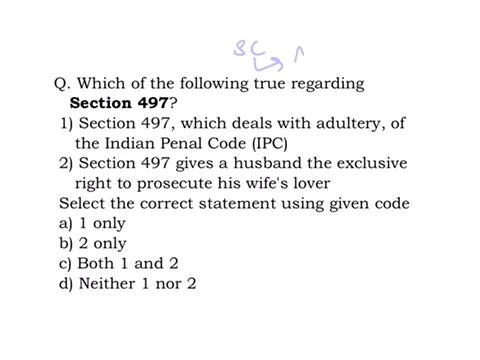 SC
Q. Which of the following true regarding
Section 497?
1) Section 497, which deals with adultery, of
the Indian Penal Code (IPC)
2) Section 497 gives a husband the exclusive
right to prosecute his wife's lover
Select the correct statement using given code
a) 1 only
b) 2 only
c) Both 1 and 2
d) Neither 1 nor 2